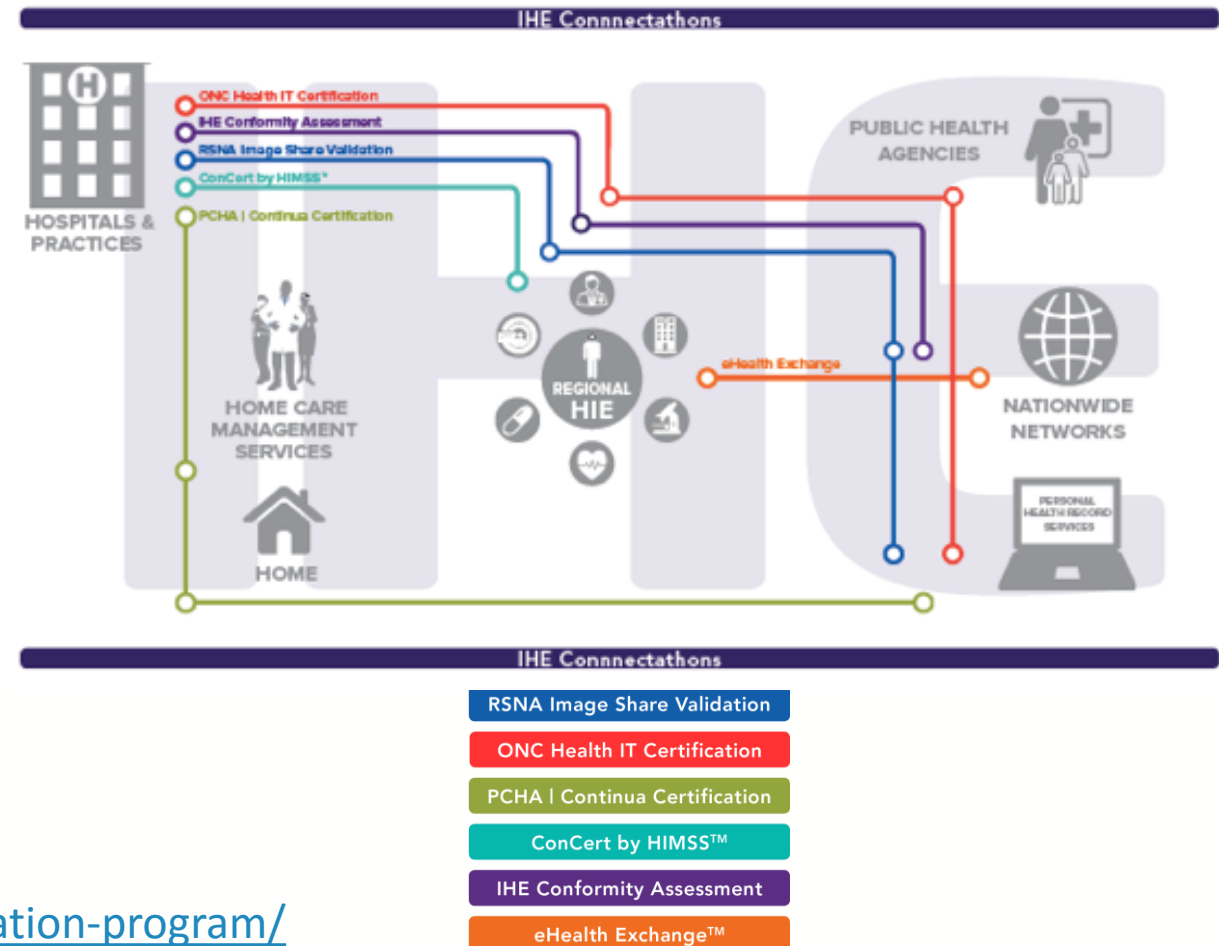 IHE Connnectathons
H
ONC Health IT Certification
IHE Conformity Assessment
RSNA Image Share Validation
ConCert by HIMSS*
PCHA | Continua Certification
HOSPITALS &
PRACTICES
PUBLIC HEALTH
AGENCIES
HOME CARE
MANAGEMENT
SERVICES
REGIONAL
HIE
eHealth Exchange
NATIONWIDE
NETWORKS
HOME
PERSONAL
HEALTH RECORD
SERVICES
IHE Connnectathons
RSNA Image Share Validation
ONC Health IT Certification
PCHA | Continua Certification
ConCert by HIMSS™
IHE Conformity Assessment
eHealth Exchange™
ation-program/